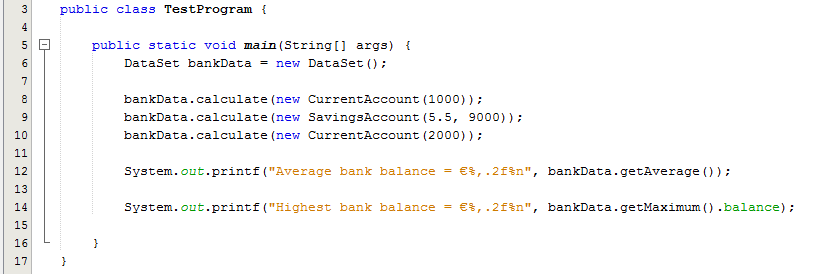 3 public class TestProgram {
4
5 public static void main(String[] args) {
6 DataSet bankData = new DataSet();
7
8 bankData.calculate(new CurrentAccount(1000));
9 bankData.calculate(new SavingsAccount(5.5, 9000));
10 bankData.calculate(new CurrentAccount(2000));
11
12 System.out.printf("Average bank balance = €%,.2f%n", bankData.getAverage());
13
14 System.out.printf("Highest bank balance = €%,.2f%n", bankData.getMaximum().balance);
15
16 }
17 }